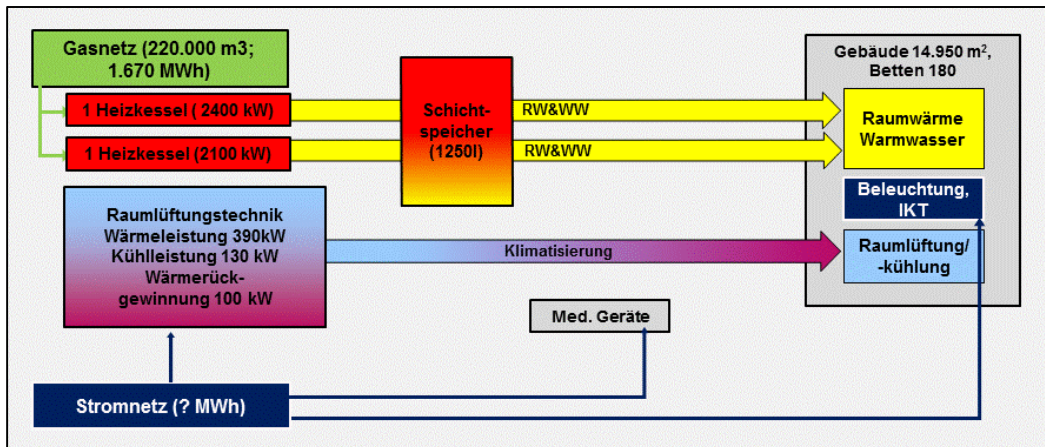 Gasnetz (220.000 m3;
1.670 MWh)
1 Heizkessel ( 2400 kW)
1 Heizkessel (2100 kW)
Schicht-
speicher
(1250l)
RW&WW
RW&WW
Gebäude 14.950 m²,
Betten 180
Raumwärme
Warmwasser
Beleuchtung,
IKT
Raumlüftung/
-kühlung
Raumlüftungstechnik
Wärmeleistung 390kW
Kühlleistung 130 kW
Wärmerück-
gewinnung 100 kW
Klimatisierung
Med. Geräte
Stromnetz (? MWh)